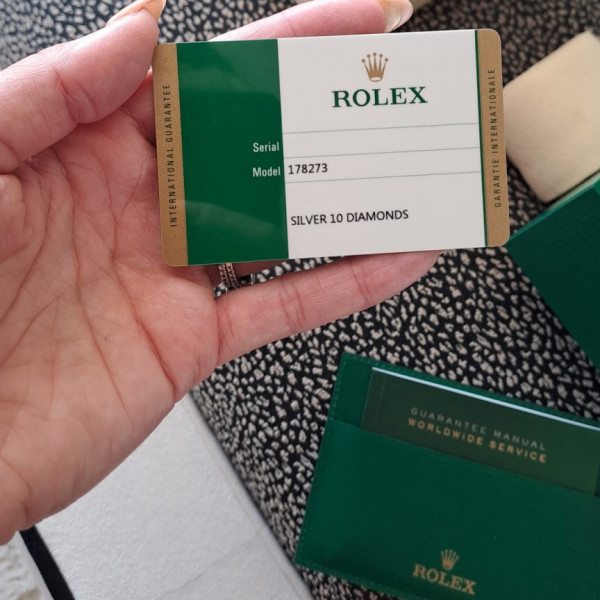 INTERNATIONAL GUARANTEE
ROLEX
Serial
Model 178273
SILVER 10 DIAMONDS
GARANTIE INTERNATIONALE
GUARANTEE MANUAL
WORLDWIDE SERVICE
ROLEX